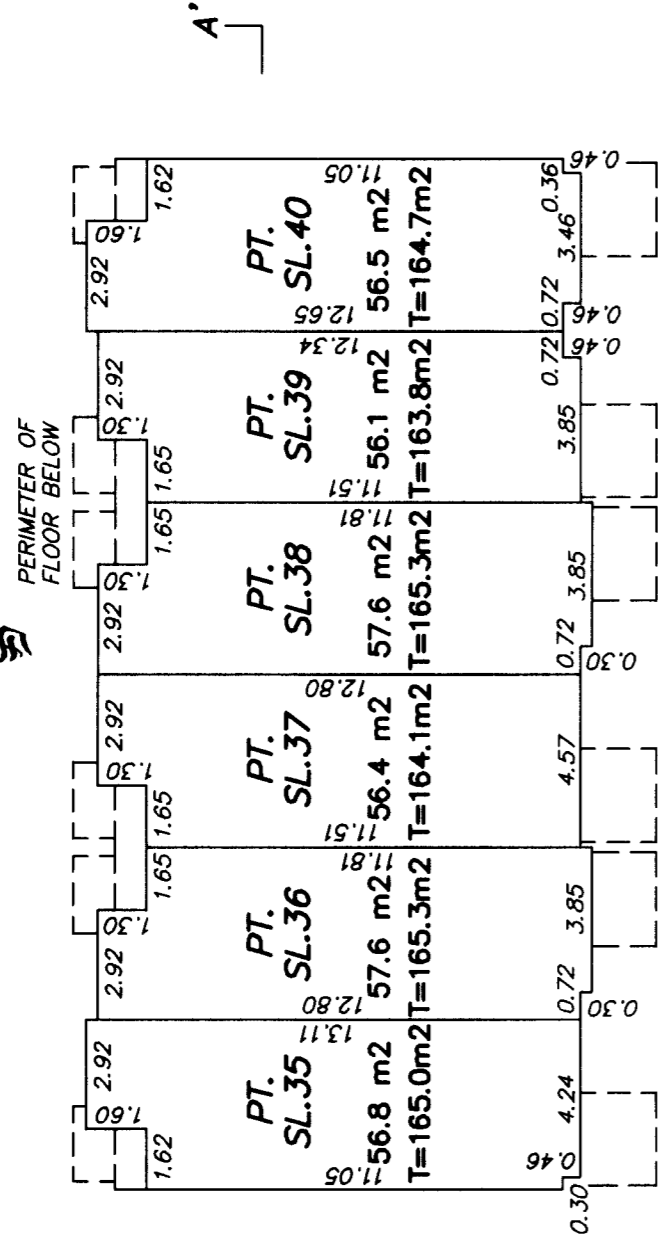 A'
PERIMETER OF
FLOOR BELOW
1.60
2.92
1.62
PT.
SL.35
56.8 m2
T=165.0m2
11.05
13.11
0.46
0.30
4.24
2.92
1.30
1.65
PT.
SL.36
57.6 m2
T=165.3m2
12.80
11.81
0.72
3.85
0.30
1.65
1.30
2.92
PT.
SL.37
56.4 m2
T=164.1m2
11.51
12.80
4.57
2.92
1.30
1.65
PT.
SL.38
57.6 m2
T=165.3m2
11.81
0.72
3.85
0.30
1.65
1.30
2.92
PT.
SL.39
56.1 m2
T=163.8m2
11.51
12.34
3.85
0.72
0.46
2.92
1.60
1.62
PT.
SL.40
56.5 m2
T=164.7m2
12.65
11.05
0.72
3.46
0.36
0.46
0.46